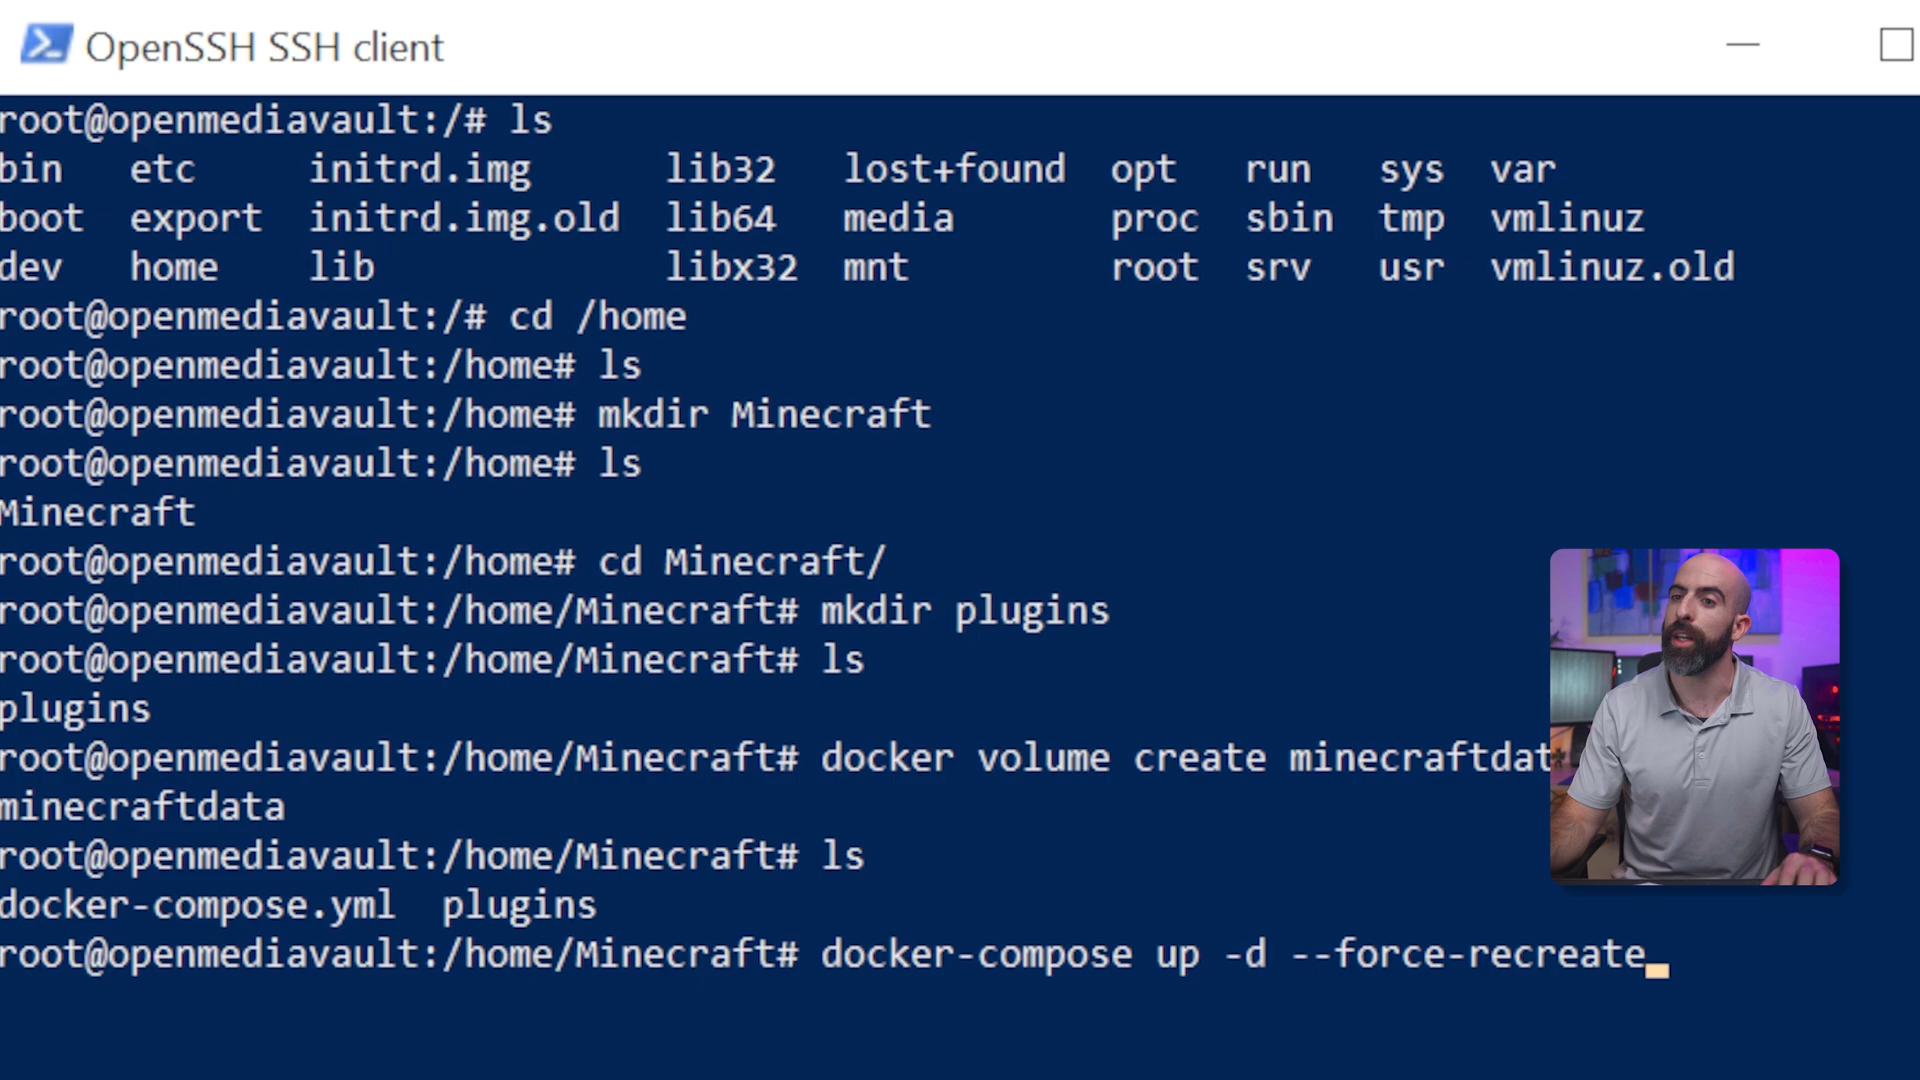 OpenSSH SSH client
root@openmediavault:/# ls
bin etc initrd.img lib32 lost+found opt run sys var
boot export initrd.img.old lib64 media proc sbin tmp vmlinuz
dev home lib libx32 mnt root srv usr vmlinuz.old
root@openmediavault:/# cd /home
root@openmediavault:/home# ls
root@openmediavault:/home# mkdir Minecraft
root@openmediavault:/home# ls
Minecraft
root@openmediavault:/home# cd Minecraft/
root@openmediavault:/home/Minecraft# mkdir plugins
root@openmediavault:/home/Minecraft# ls
plugins
root@openmediavault:/home/Minecraft# docker volume create minecraftdat
minecraftdata
root@openmediavault:/home/Minecraft# ls
docker-compose.yml plugins
root@openmediavault:/home/Minecraft# docker-compose up -d --force-recreate